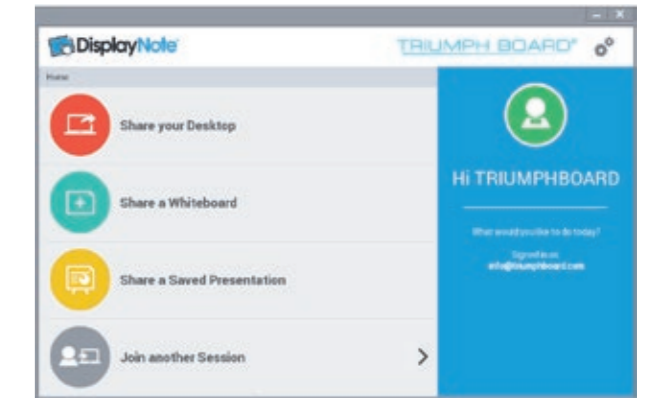 DisplayNote
TRIUMPH BOARD®
Home
Share your Desktop
Share a Whiteboard
Share a Saved Presentation
Join another Session
Hi TRIUMPHBOARD
What would you like to do today?
Signed in as
info@triumphboard.com